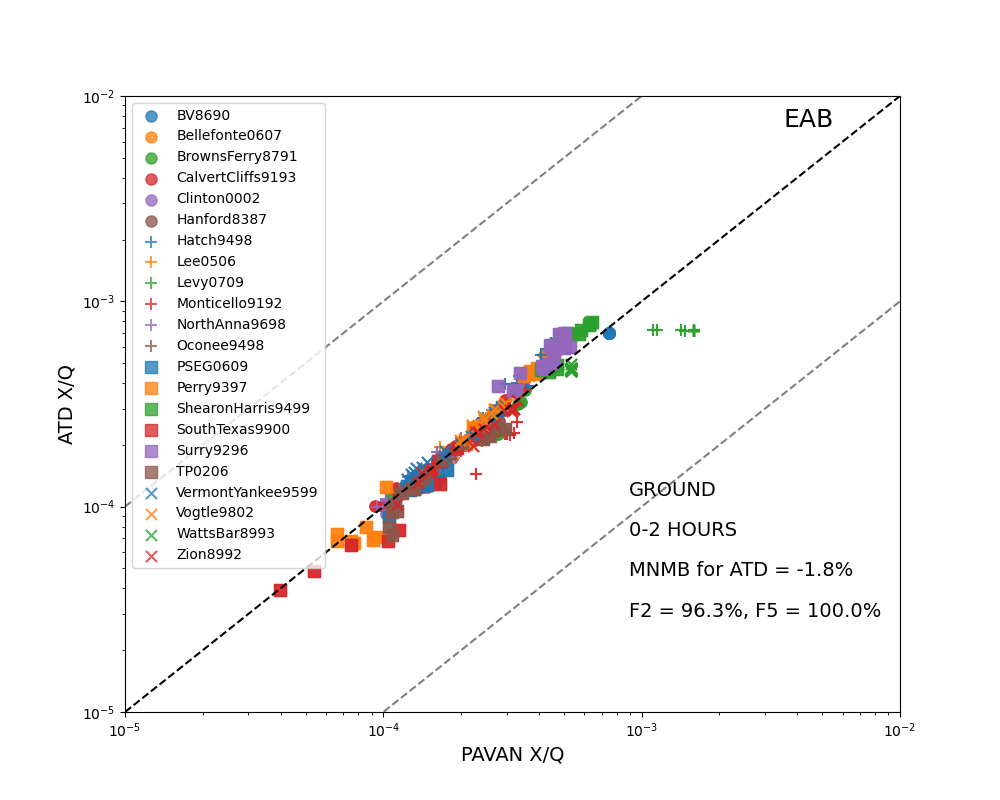 EAB
BV8690
Bellefonte0607
BrownsFerry8791
CalvertCliffs9193
Clinton0002
Hanford8387
Hatch9498
Lee0506
Levy0709
Monticello9192
NorthAnna9698
Oconee9498
PSEG0609
Perry9397
ShearonHarris9499
SouthTexas9900
Surry9296
TP0206
VermontYankee9599
Vogtle9802
WattsBar8993
Zion8992
GROUND
0-2 HOURS
MNMB for ATD = -1.8%
F2 = 96.3%, F5 = 100.0%
ATD X/Q
10⁻²
10⁻³
10⁻⁴
10⁻⁵
10⁻⁵ 10⁻⁴ 10⁻³ 10⁻²
PAVAN X/Q